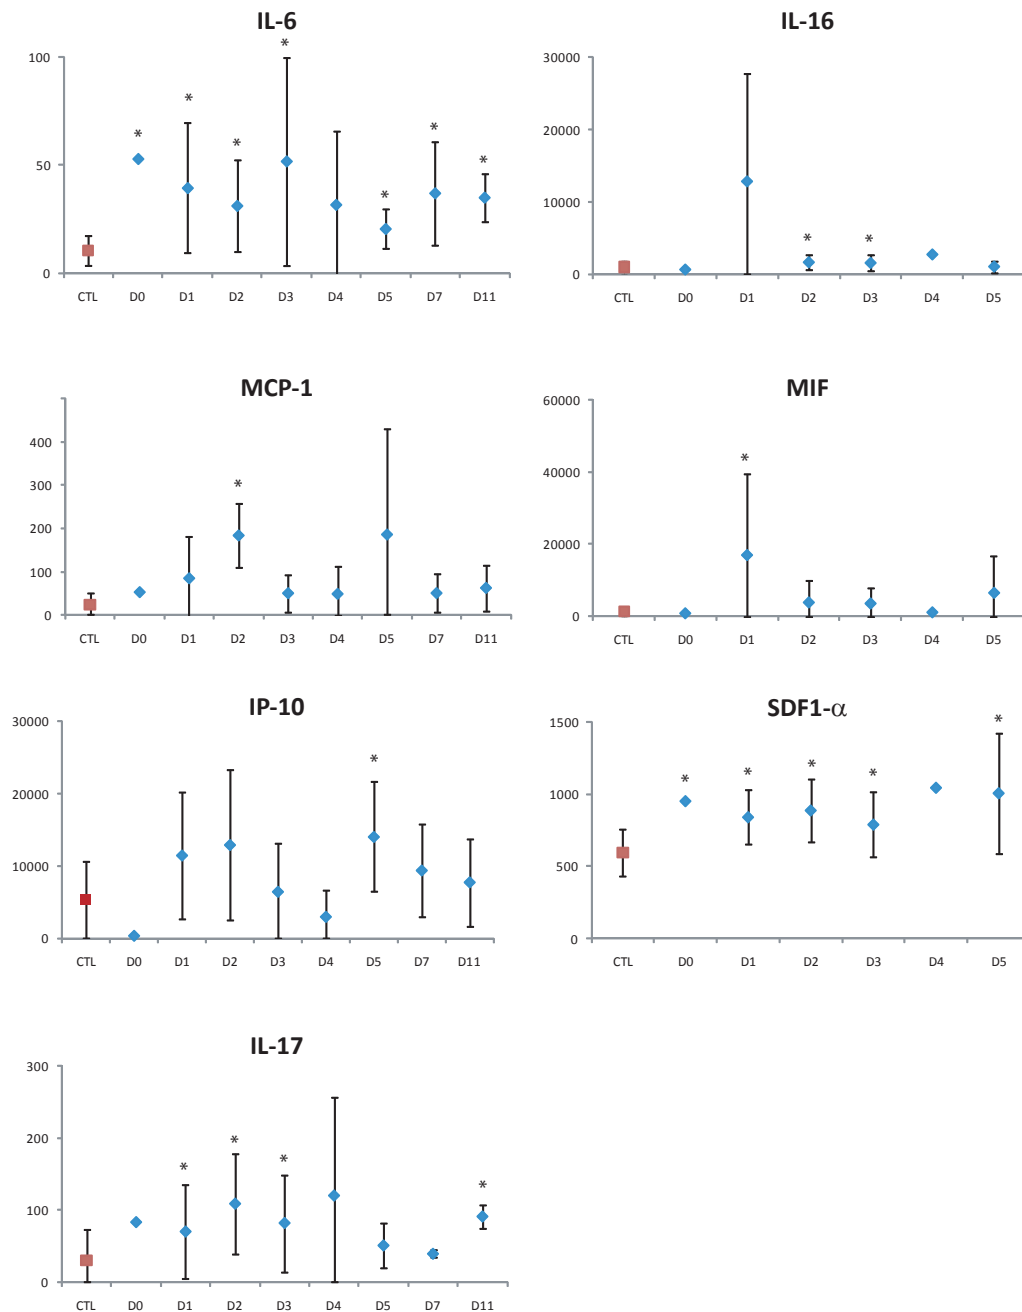 IL-6
*
100
*
*
*
*
*
*
50
0
CTL D0 D1 D2 D3 D4 D5 D7 D11
IL-16
30000
20000
10000
* *
0
CTL D0 D1 D2 D3 D4 D5
MCP-1
400
*
300
200
100
0
CTL D0 D1 D2 D3 D4 D5 D7 D11
MIF
60000
*
40000
20000
0
CTL D0 D1 D2 D3 D4 D5
IP-10
30000
*
20000
10000
0
CTL D0 D1 D2 D3 D4 D5 D7 D11
SDF1-α
1500
*
* * * *
1000
500
0
CTL D0 D1 D2 D3 D4 D5
IL-17
300
200
* * *
*
100
0
CTL D0 D1 D2 D3 D4 D5 D7 D11